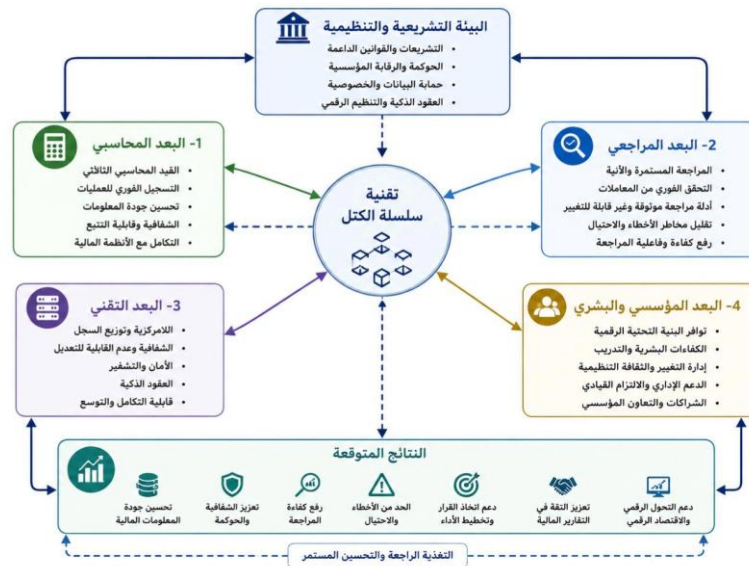 البيئة التشريعية والتنظيمية
• التشريعات والقوانين الداعمة
• الحوكمة والرقابة المؤسسية
• حماية البيانات والخصوصية
• العقود الذكية والتنظيم الرقمي
1- البعد المحاسبي
• القيد المحاسبي الثلاثي
• التسجيل الفوري للعمليات
• تحسين جودة المعلومات
• الشفافية وقابلية التتبع
• التكامل مع الأنظمة المالية
2- البعد المراجعي
• المراجعة المستمرة والآنية
• التحقق الفوري من المعاملات
• أدلة مراجعة موثوقة وغير قابلة للتغيير
• تقليل مخاطر الأخطاء والاحتيال
• رفع كفاءة وفاعلية المراجعة
تقنية
سلسلة الكتل
3- البعد التقني
• اللامركزية وتوزيع السجل
• الشفافية وعدم القابلية للتعديل
• الأمان والتشفير
• العقود الذكية
• قابلية التكامل والتوسع
4- البعد المؤسسي والبشري
• توافر البنية التحتية الرقمية
• الكفاءات البشرية والتدريب
• إدارة التغيير والثقافة التنظيمية
• الدعم الإداري والالتزام القيادي
• الشراكات والتعاون المؤسسي
النتائج المتوقعة
دعم التحول الرقمي
والاقتصاد الرقمي
تعزيز الثقة في
التقارير المالية
دعم اتخاذ القرار
وتخطيط الأداء
الحد من الأخطاء
والاحتيال
رفع كفاءة
المراجعة
تعزيز الشفافية
والحوكمة
تحسين جودة
المعلومات المالية
التغذية الراجعة والتحسين المستمر